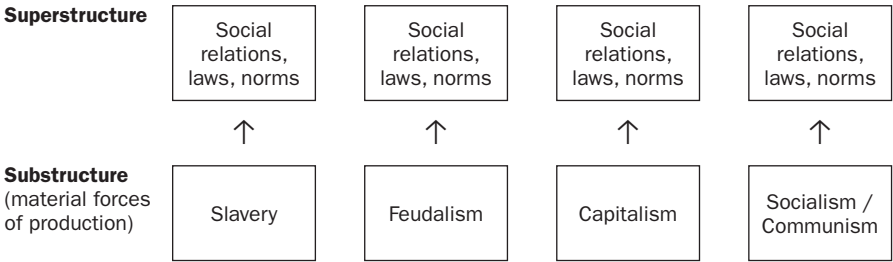 Superstructure
Social
relations,
laws, norms
Social
relations,
laws, norms
Social
relations,
laws, norms
Social
relations,
laws, norms
Substructure
(material forces
of production)
Slavery
Feudalism
Capitalism
Socialism /
Communism